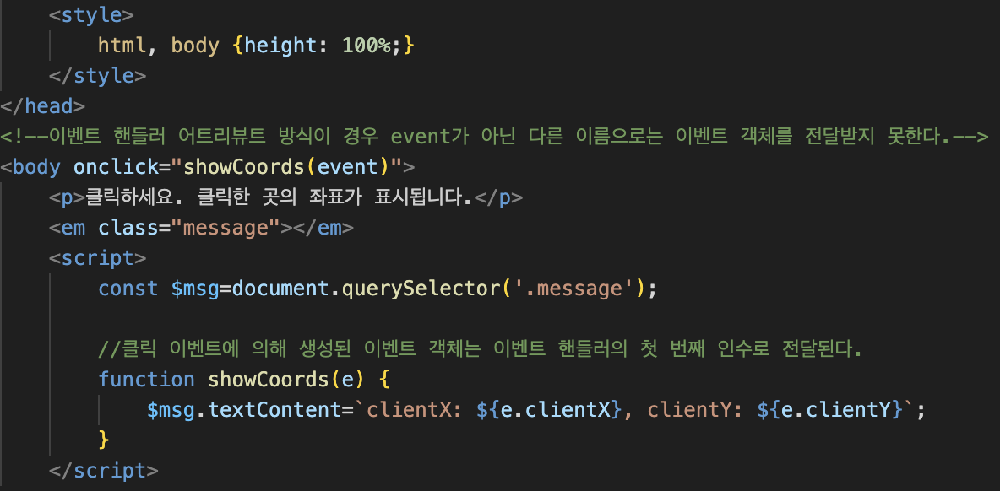 <style>
html, body {height: 100%;}
</style>
</head>
<!--이벤트 핸들러 어트리뷰트 방식이 경우 event가 아닌 다른 이름으로는 이벤트 객체를 전달받지 못한다.-->
<body onclick="showCoords(event)">
<p>클릭하세요. 클릭한 곳의 좌표가 표시됩니다.</p>
<em class="message"></em>
<script>
const $msg=document.querySelector('.message');
//클릭 이벤트에 의해 생성된 이벤트 객체는 이벤트 핸들러의 첫 번째 인수로 전달된다.
function showCoords(e) {
$msg.textContent=`clientX: ${e.clientX}, clientY: ${e.clientY}`;
}
</script>